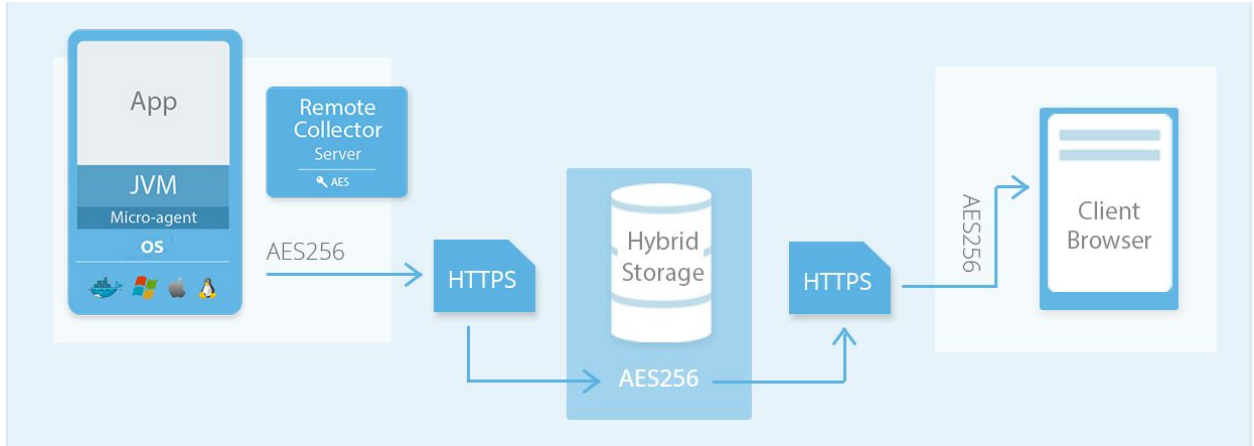 App
JVM
Micro-agent
OS
Remote
Collector
Server
AES
AES256
HTTPS
Hybrid
Storage
AES256
HTTPS
AES256
Client
Browser